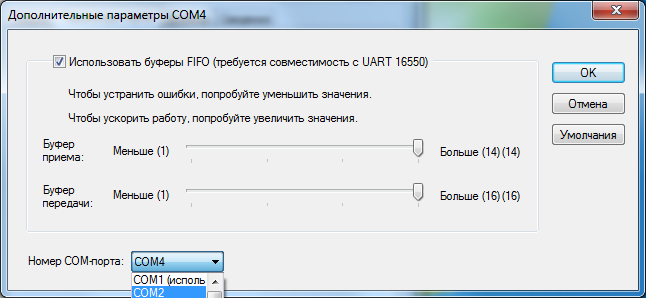 Дополнительные параметры COM4
Использовать буферы FIFO (требуется совместимость с UART 16550)
OK
Чтобы устранить ошибки, попробуйте уменьшить значения.
Отмена
Чтобы ускорить работу, попробуйте увеличить значения.
Умолчания
Буфер
приема:
Меньше (1)
Больше (14) (14)
Буфер
передачи:
Меньше (1)
Больше (16) (16)
Номер COM-порта:
COM4
COM1 (исполь
COM2